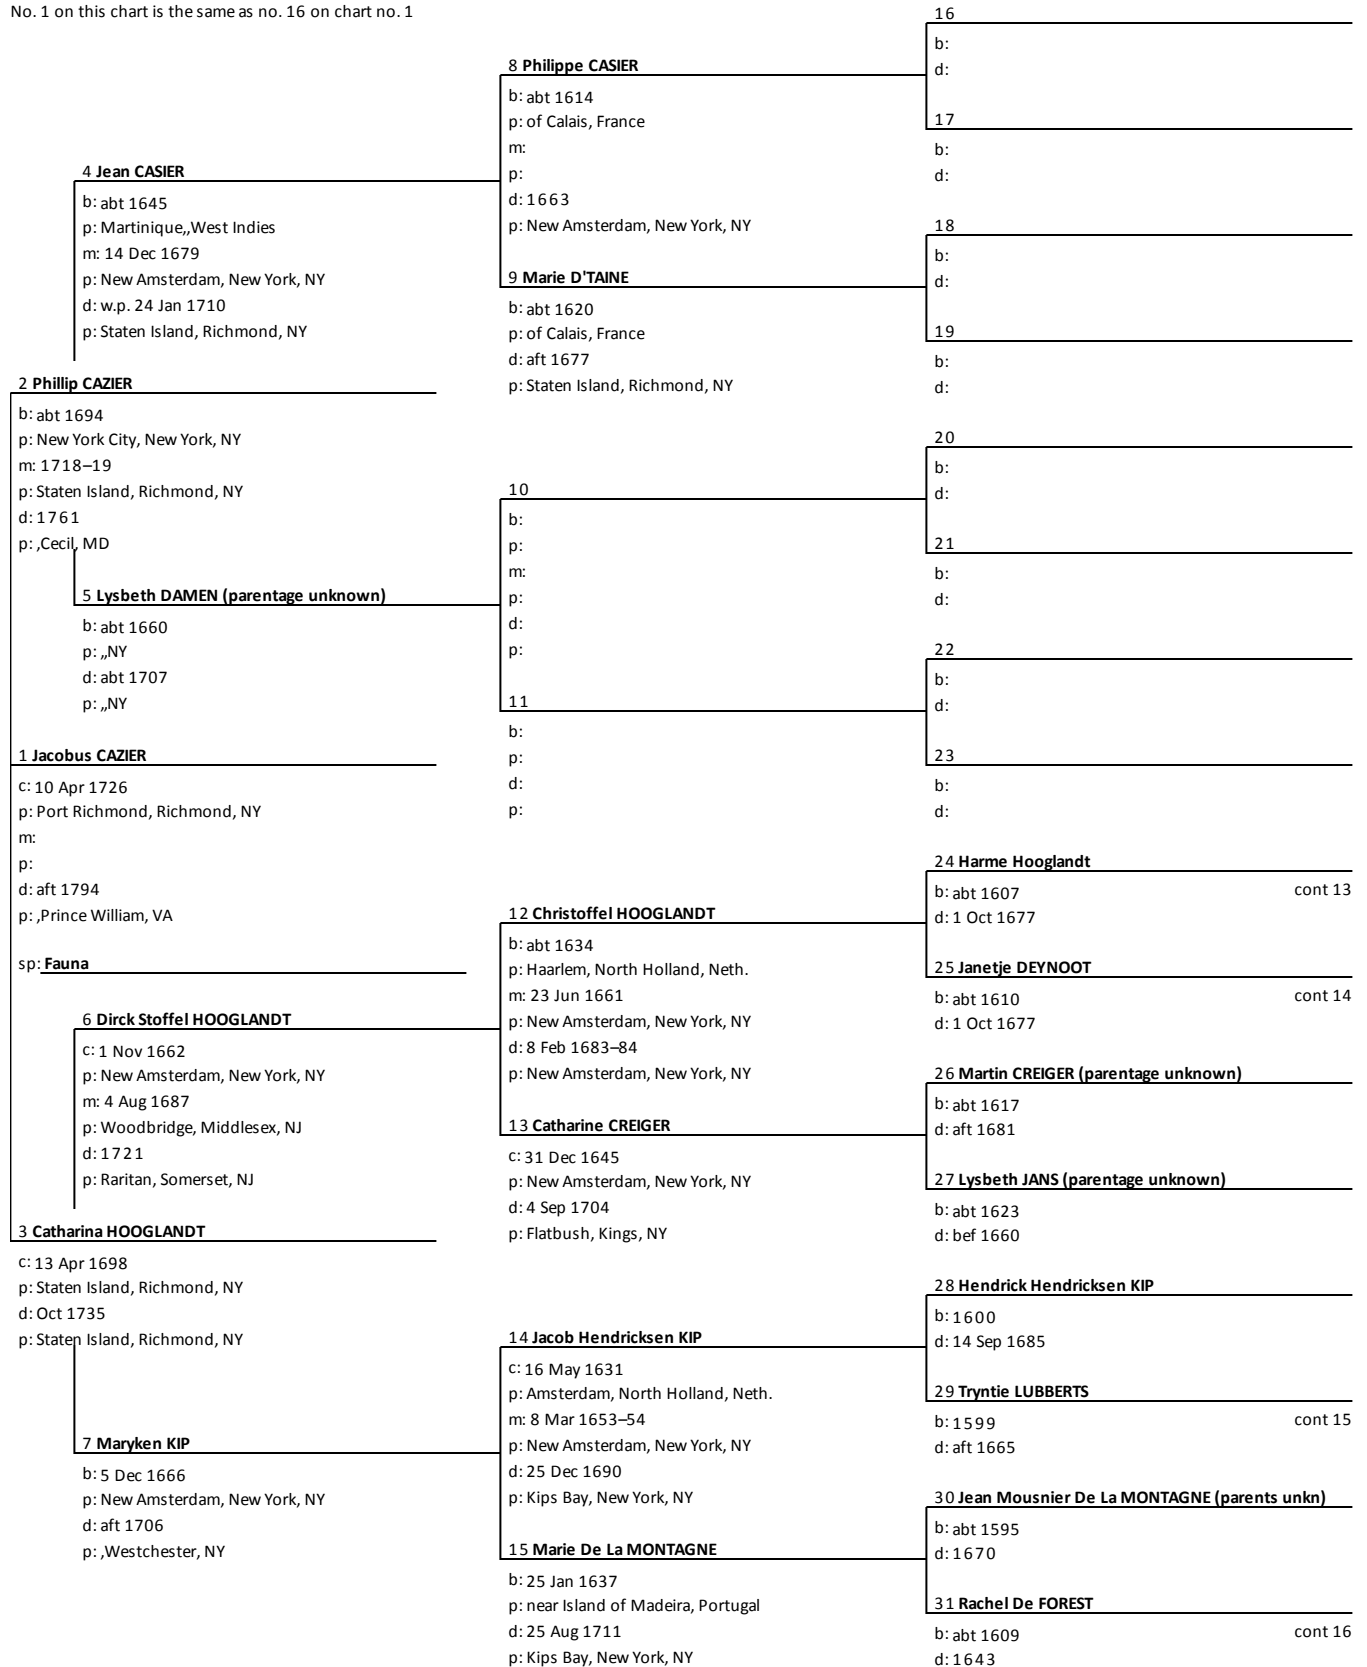 No. 1 on this chart is the same as no. 16 on chart no. 1
2 Phillip CAZIER
b: abt 1694
p: New York City, New York, NY
m: 1718–19
p: Staten Island, Richmond, NY
d: 1761
p: ,Cecil, MD
1 Jacobus CAZIER
c: 10 Apr 1726
p: Port Richmond, Richmond, NY
m:
p:
d: aft 1794
p: ,Prince William, VA
sp: Fauna
3 Catharina HOOGLANDT
c: 13 Apr 1698
p: Staten Island, Richmond, NY
d: Oct 1735
p: Staten Island, Richmond, NY
4 Jean CASIER
b: abt 1645
p: Martinique,,West Indies
m: 14 Dec 1679
p: New Amsterdam, New York, NY
d: w.p. 24 Jan 1710
p: Staten Island, Richmond, NY
5 Lysbeth DAMEN (parentage unknown)
b: abt 1660
p: ,,NY
d: abt 1707
p: ,,NY
6 Dirck Stoffel HOOGLANDT
c: 1 Nov 1662
p: New Amsterdam, New York, NY
m: 4 Aug 1687
p: Woodbridge, Middlesex, NJ
d: 1721
p: Raritan, Somerset, NJ
7 Maryken KIP
b: 5 Dec 1666
p: New Amsterdam, New York, NY
d: aft 1706
p: ,Westchester, NY
8 Philippe CASIER
b: abt 1614
p: of Calais, France
m:
p:
d: 1663
p: New Amsterdam, New York, NY
9 Marie D'TAINE
b: abt 1620
p: of Calais, France
d: aft 1677
p: Staten Island, Richmond, NY
10
b:
p:
m:
p:
d:
p:
11
b:
p:
d:
p:
12 Christoffel HOOGLANDT
b: abt 1634
p: Haarlem, North Holland, Neth.
m: 23 Jun 1661
p: New Amsterdam, New York, NY
d: 8 Feb 1683–84
p: New Amsterdam, New York, NY
13 Catharine CREIGER
c: 31 Dec 1645
p: New Amsterdam, New York, NY
d: 4 Sep 1704
p: Flatbush, Kings, NY
14 Jacob Hendricksen KIP
c: 16 May 1631
p: Amsterdam, North Holland, Neth.
m: 8 Mar 1653–54
p: New Amsterdam, New York, NY
d: 25 Dec 1690
p: Kips Bay, New York, NY
15 Marie De La MONTAGNE
b: 25 Jan 1637
p: near Island of Madeira, Portugal
d: 25 Aug 1711
p: Kips Bay, New York, NY
16
b:
d:
17
b:
d:
18
b:
d:
19
b:
d:
20
b:
d:
21
b:
d:
22
b:
d:
23
b:
d:
24 Harme Hooglandt
b: abt 1607 cont 13
d: 1 Oct 1677
25 Janetje DEYNOOT
b: abt 1610 cont 14
d: 1 Oct 1677
26 Martin CREIGER (parentage unknown)
b: abt 1617
d: aft 1681
27 Lysbeth JANS (parentage unknown)
b: abt 1623
d: bef 1660
28 Hendrick Hendricksen KIP
b: 1600
d: 14 Sep 1685
29 Tryntie LUBBERTS
b: 1599 cont 15
d: aft 1665
30 Jean Mousnier De La MONTAGNE (parents unkn)
b: abt 1595
d: 1670
31 Rachel De FOREST
b: abt 1609 cont 16
d: 1643